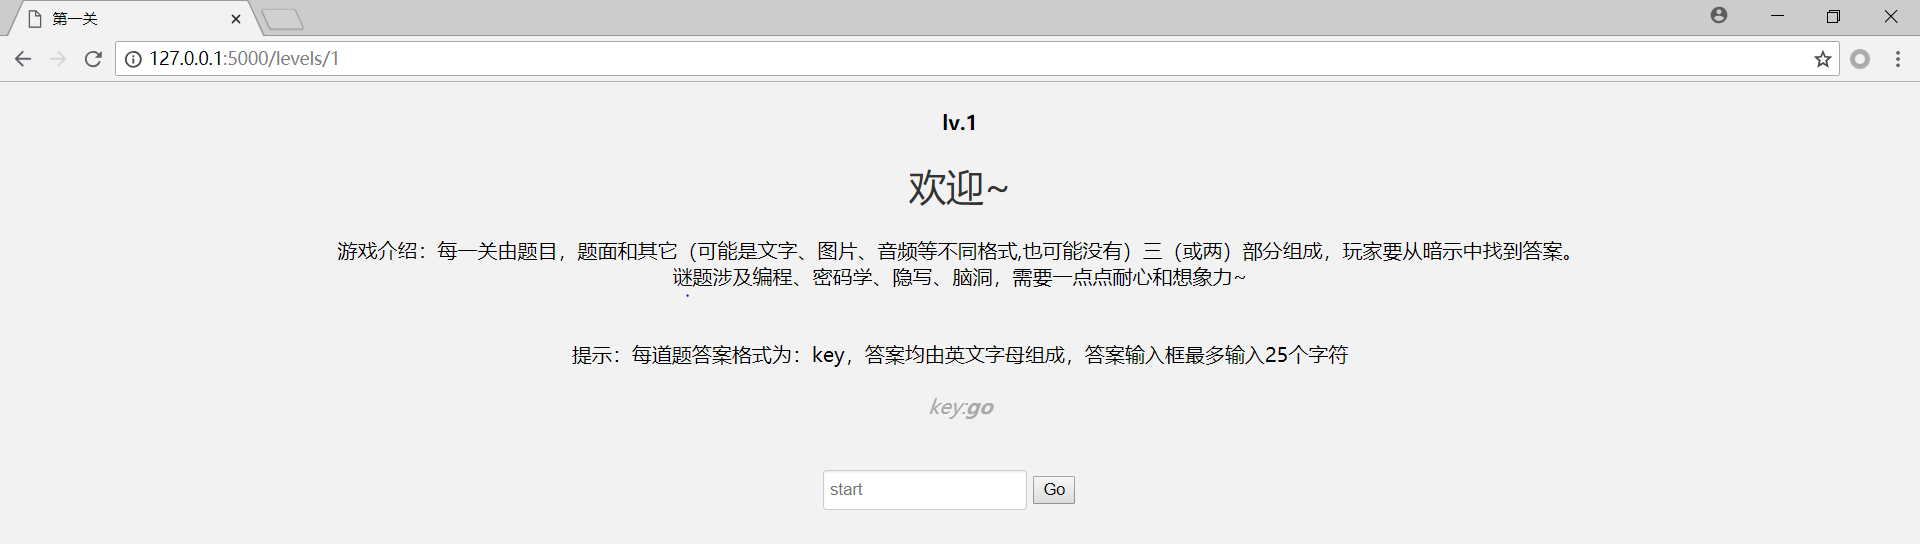 第一关
127.0.0.1:5000/levels/1
lv.1
欢迎~
游戏介绍：每一关由题目，题面和其它（可能是文字、图片、音频等不同格式,也可能没有）三（或两）部分组成，玩家要从暗示中找到答案。
谜题涉及编程、密码学、隐写、脑洞，需要一点点耐心和想象力~
提示：每道题答案格式为：key，答案均由英文字母组成，答案输入框最多输入25个字符
key:go
start Go